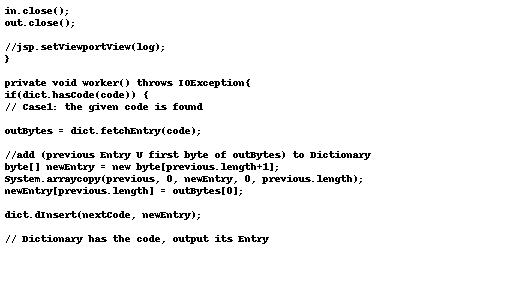 in.close();
out.close();
//jsp.setViewportView(log);
}
private void worker() throws IOException{
if(dict.hasCode(code)) {
// Case1: the given code is found
outBytes = dict.fetchEntry(code);
//add (previous Entry U first byte of outBytes) to Dictionary
byte[] newEntry = new byte[previous.length+1];
System.arraycopy(previous, 0, newEntry, 0, previous.length);
newEntry[previous.length] = outBytes[0];
dict.dInsert(nextCode, newEntry);
// Dictionary has the code, output its Entry